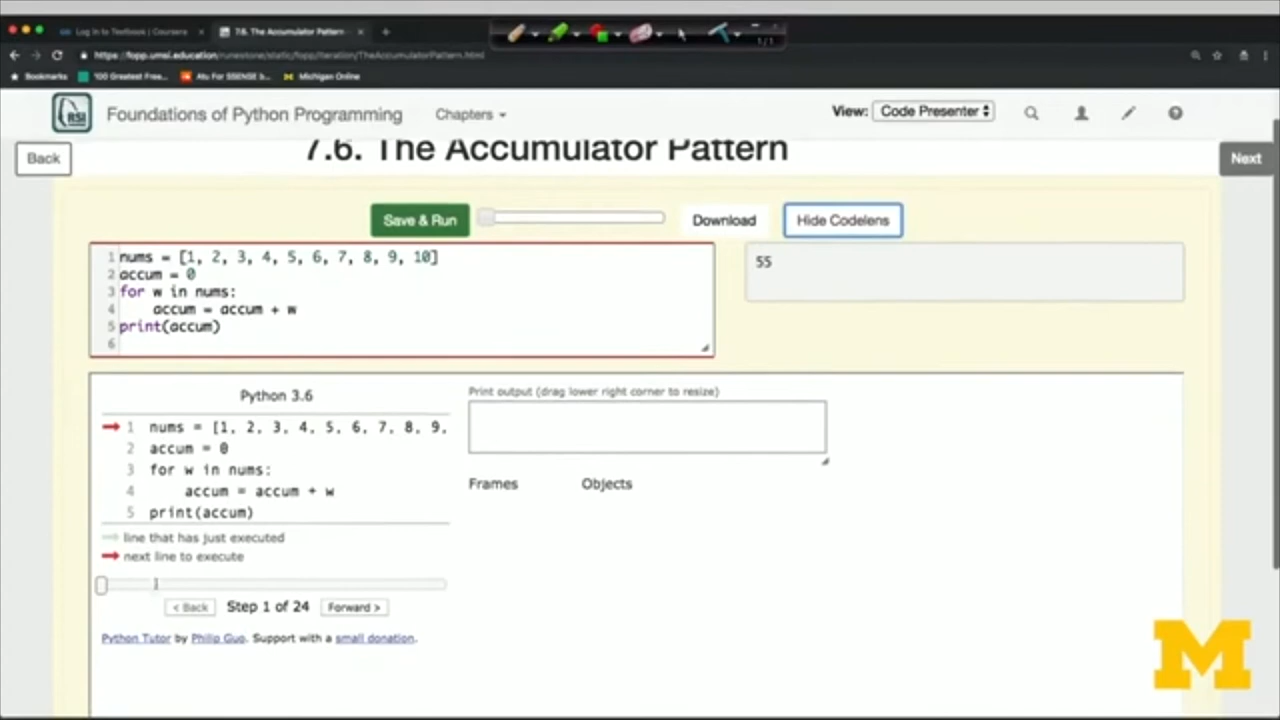 Log in to Textbook | Coursera
7.6. The Accumulator Pattern
1/1
https://fopp.umsi.education/runestone/static/fopp/Iteration/TheAccumulatorPattern.html
Bookmarks
100 Greatest Free...
Atu For SSENSE b...
Michigan Online
RSI
Foundations of Python Programming
Chapters
View:
Code Presenter
Back
7.6. The Accumulator Pattern
Next
Save & Run
Download
Hide Codelens
1 nums = [1, 2, 3, 4, 5, 6, 7, 8, 9, 10]
2 accum = 0
3 for w in nums:
4     accum = accum + w
5 print(accum)
6
55
Python 3.6
1 nums = [1, 2, 3, 4, 5, 6, 7, 8, 9,
2 accum = 0
3 for w in nums:
4     accum = accum + w
5 print(accum)
line that has just executed
next line to execute
< Back
Step 1 of 24
Forward >
Python Tutor by Philip Guo. Support with a small donation.
Print output (drag lower right corner to resize)
Frames
Objects
M